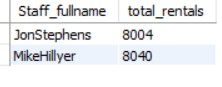 Staff_fullname total_rentals
JonStephens 8004
MikeHillyer 8040